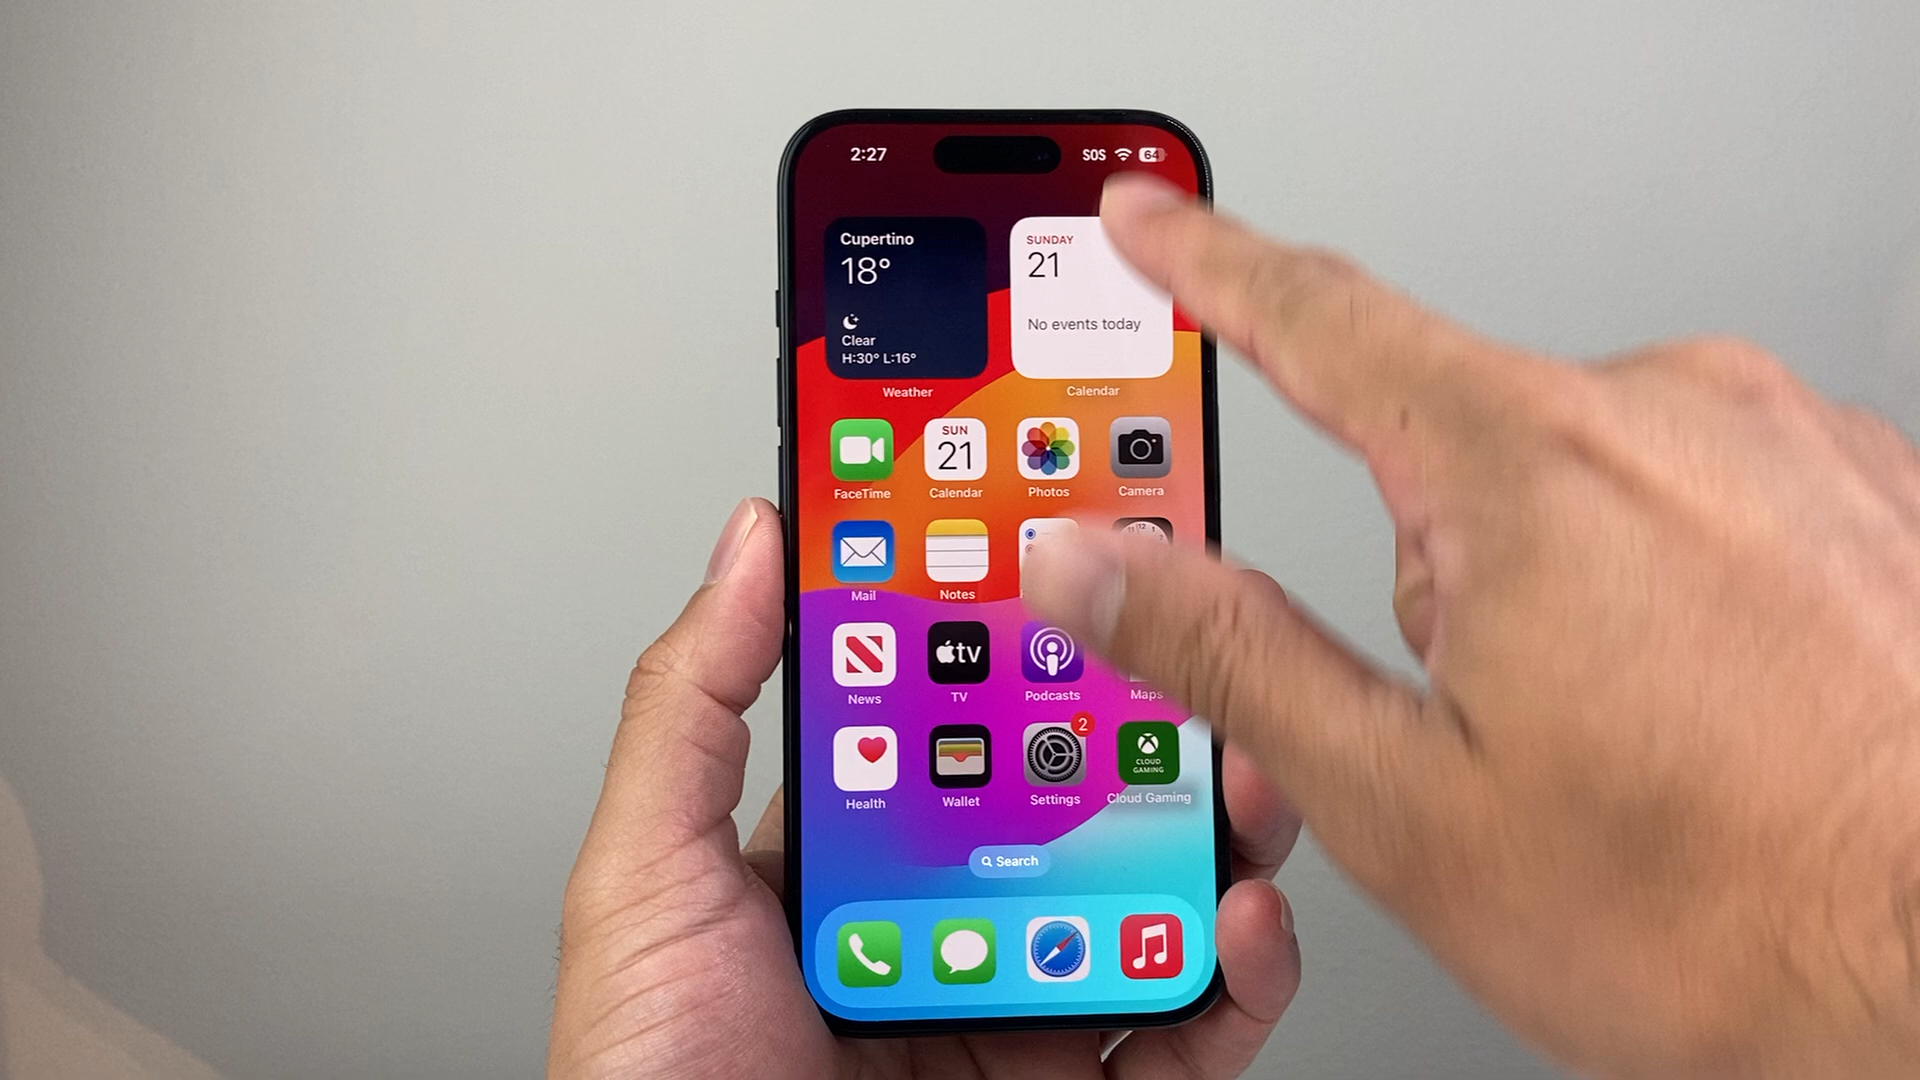 2:27
SOS
64
Cupertino
18°
Clear
H:30° L:16°
Weather
SUNDAY
21
No events today
Calendar
SUN
21
FaceTime
Calendar
Photos
Camera
Mail
Notes
tv
News
TV
Podcasts
Maps
2
CLOUD
GAMING
Health
Wallet
Settings
Cloud Gaming
Search